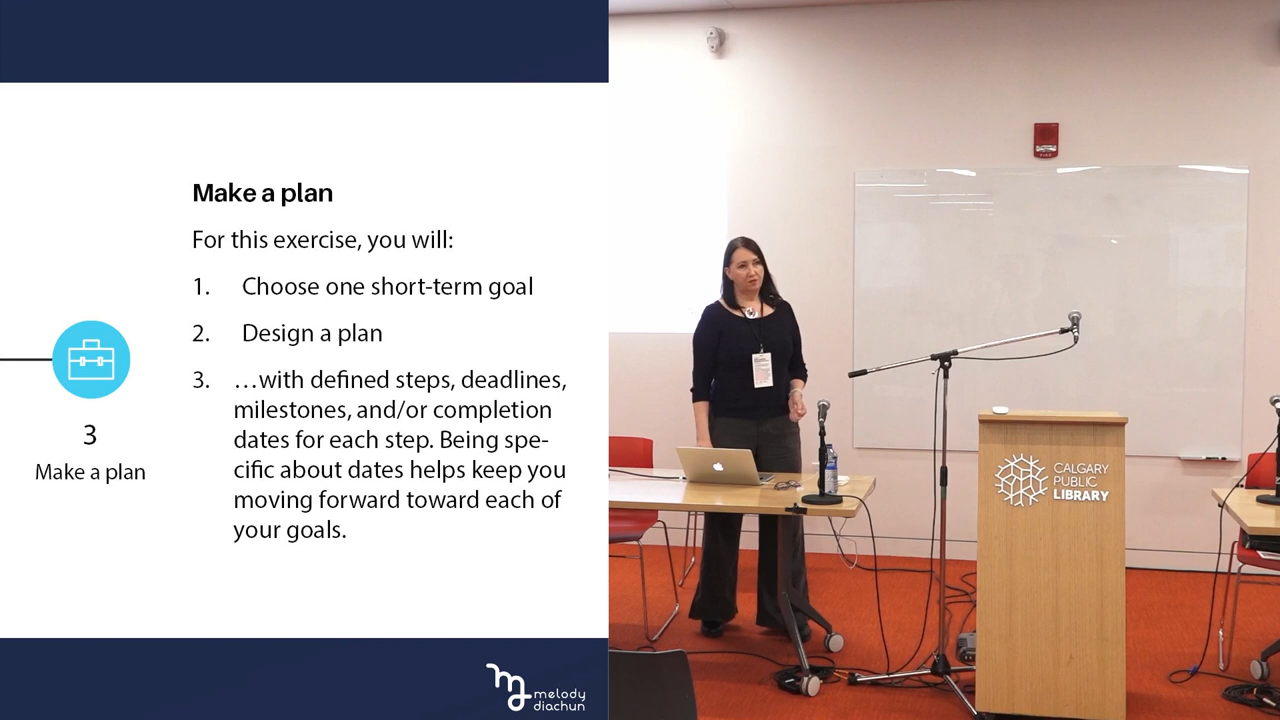 Make a plan
For this exercise, you will:
1. Choose one short-term goal
2. Design a plan
3. …with defined steps, deadlines,
milestones, and/or completion
dates for each step. Being spe-
cific about dates helps keep you
moving forward toward each of
your goals.
3
Make a plan
melody
diachun
FIRE
CALGARY
PUBLIC
LIBRARY